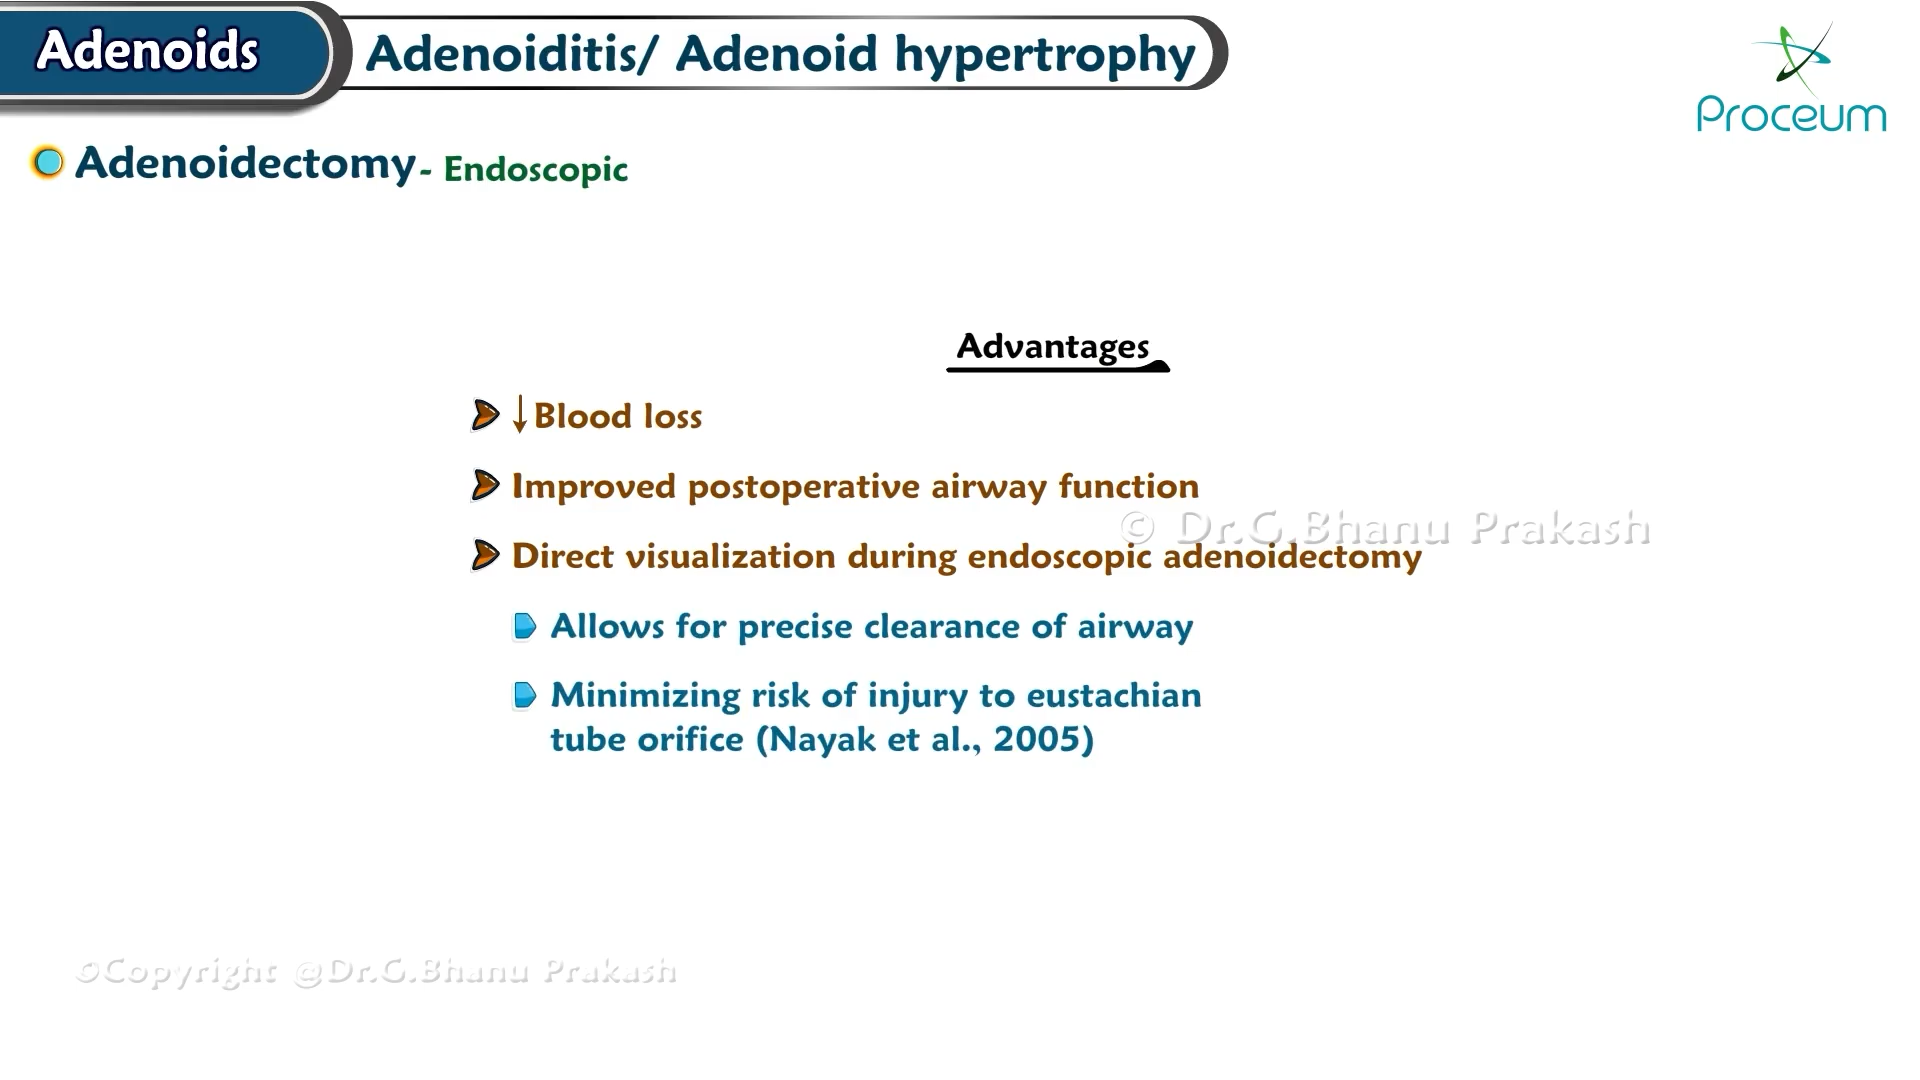 Adenoids
Adenoiditis/ Adenoid hypertrophy
Proceum
Adenoidectomy - Endoscopic
Advantages
↓ Blood loss
Improved postoperative airway function
© Dr.G.Bhanu Prakash
Direct visualization during endoscopic adenoidectomy
Allows for precise clearance of airway
Minimizing risk of injury to eustachian
tube orifice (Nayak et al., 2005)
©Copyright @Dr.G.Bhanu Prakash